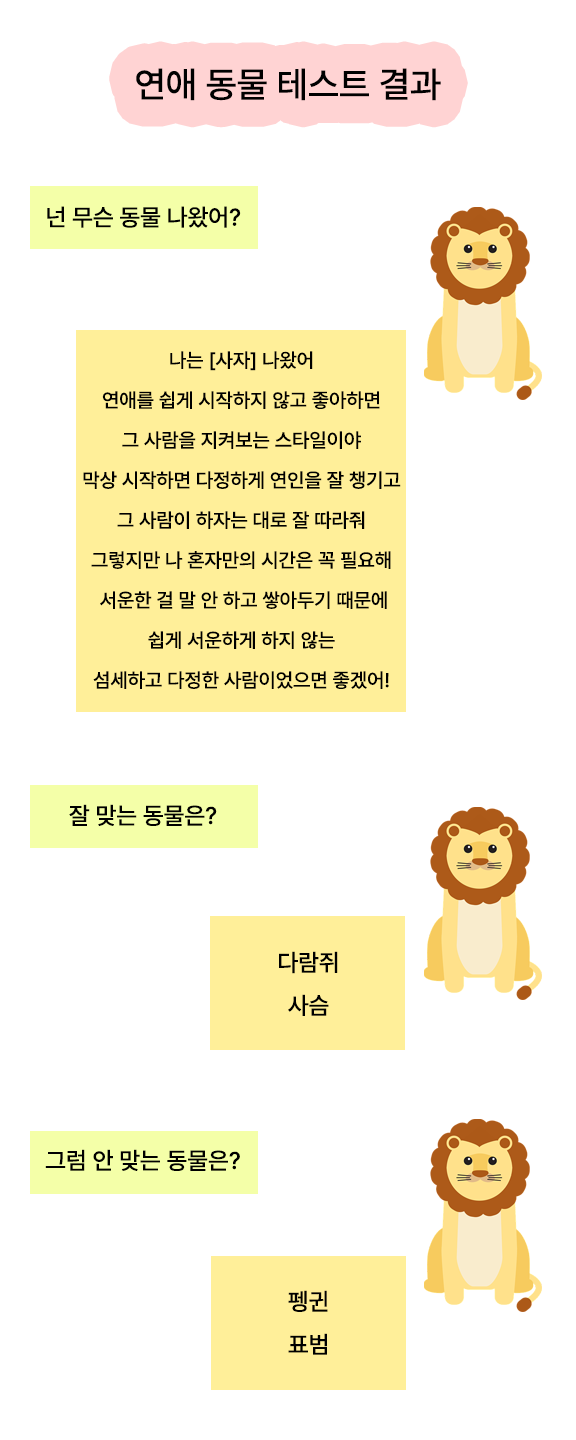 연애 동물 테스트 결과
넌 무슨 동물 나왔어?
나는 [사자] 나왔어
연애를 쉽게 시작하지 않고 좋아하면
그 사람을 지켜보는 스타일이야
막상 시작하면 다정하게 연인을 잘 챙기고
그 사람이 하자는 대로 잘 따라줘
그렇지만 나 혼자만의 시간은 꼭 필요해
서운한 걸 말 안 하고 쌓아두기 때문에
쉽게 서운하게 하지 않는
섬세하고 다정한 사람이었으면 좋겠어!
잘 맞는 동물은?
다람쥐
사슴
그럼 안 맞는 동물은?
펭귄
표범